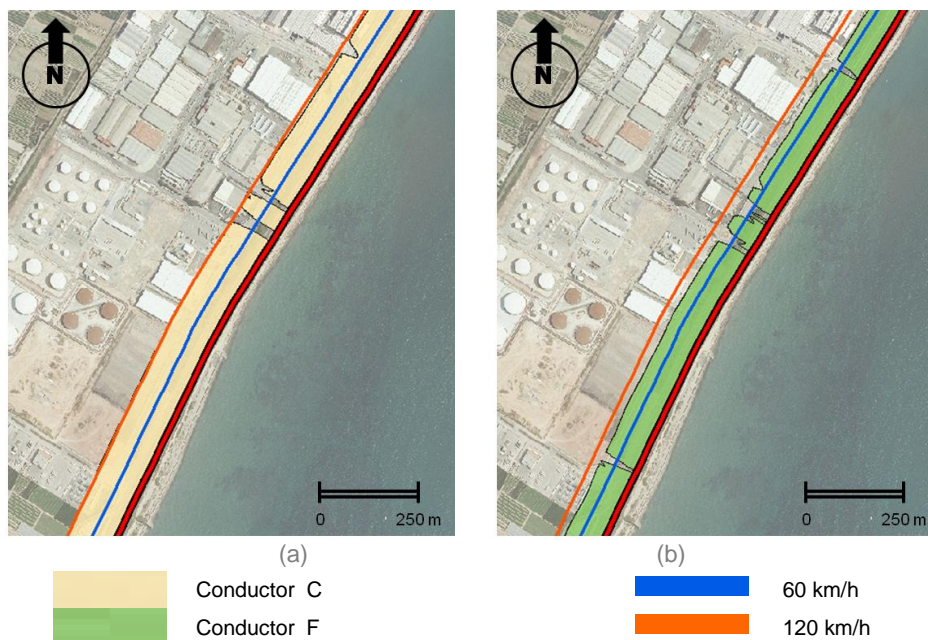 N
N
0 250 m
0 250 m
(a)
(b)
Conductor C
60 km/h
Conductor F
120 km/h